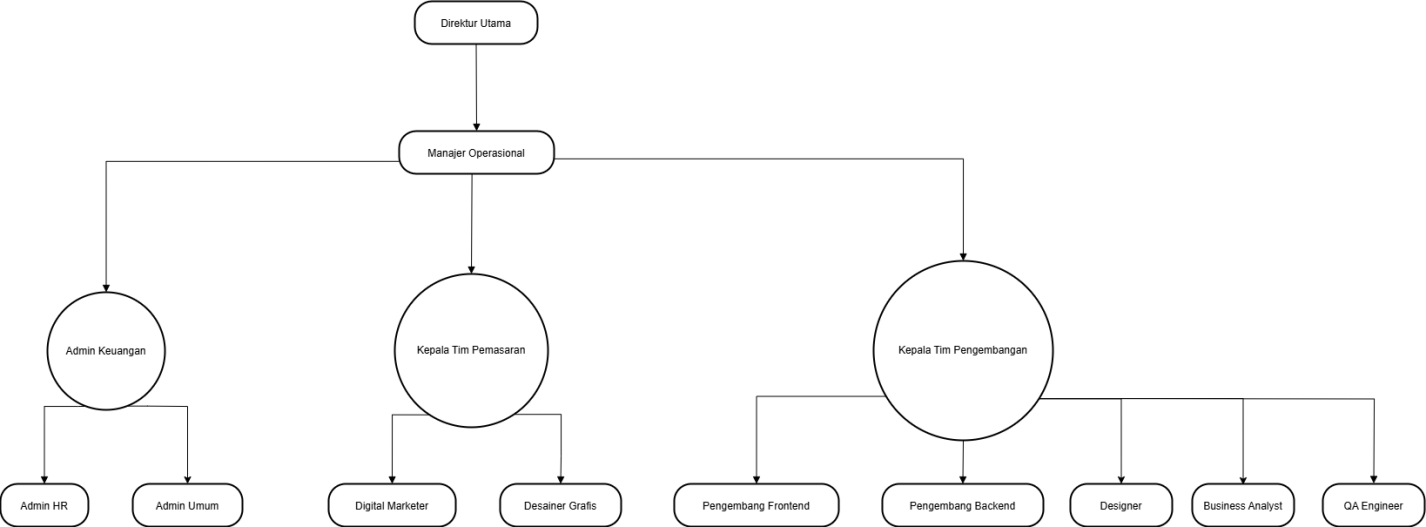 Direktur Utama
Manajer Operasional
Admin Keuangan
Kepala Tim Pemasaran
Kepala Tim Pengembangan
Admin HR
Admin Umum
Digital Marketer
Desainer Grafis
Pengembang Frontend
Pengembang Backend
Designer
Business Analyst
QA Engineer